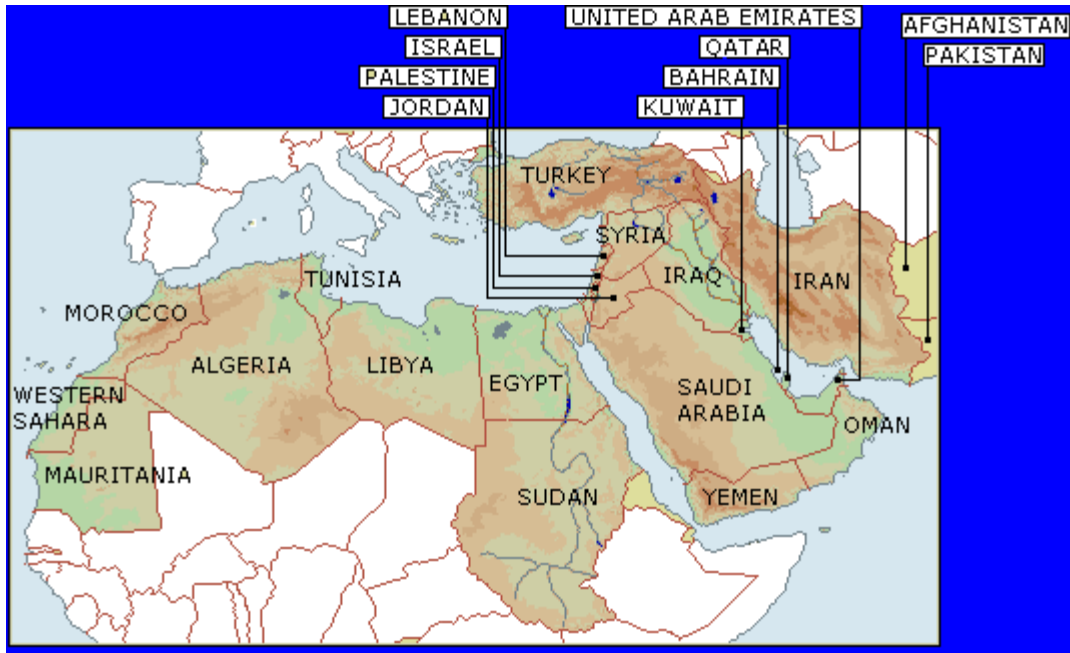 LEBANON
UNITED ARAB EMIRATES
AFGHANISTAN
ISRAEL
QATAR
PAKISTAN
PALESTINE
BAHRAIN
JORDAN
KUWAIT
TURKEY
SYRIA
TUNISIA
IRAQ
IRAN
MOROCCO
ALGERIA
LIBYA
EGYPT
SAUDI
ARABIA
WESTERN
SAHARA
OMAN
MAURITANIA
SUDAN
YEMEN